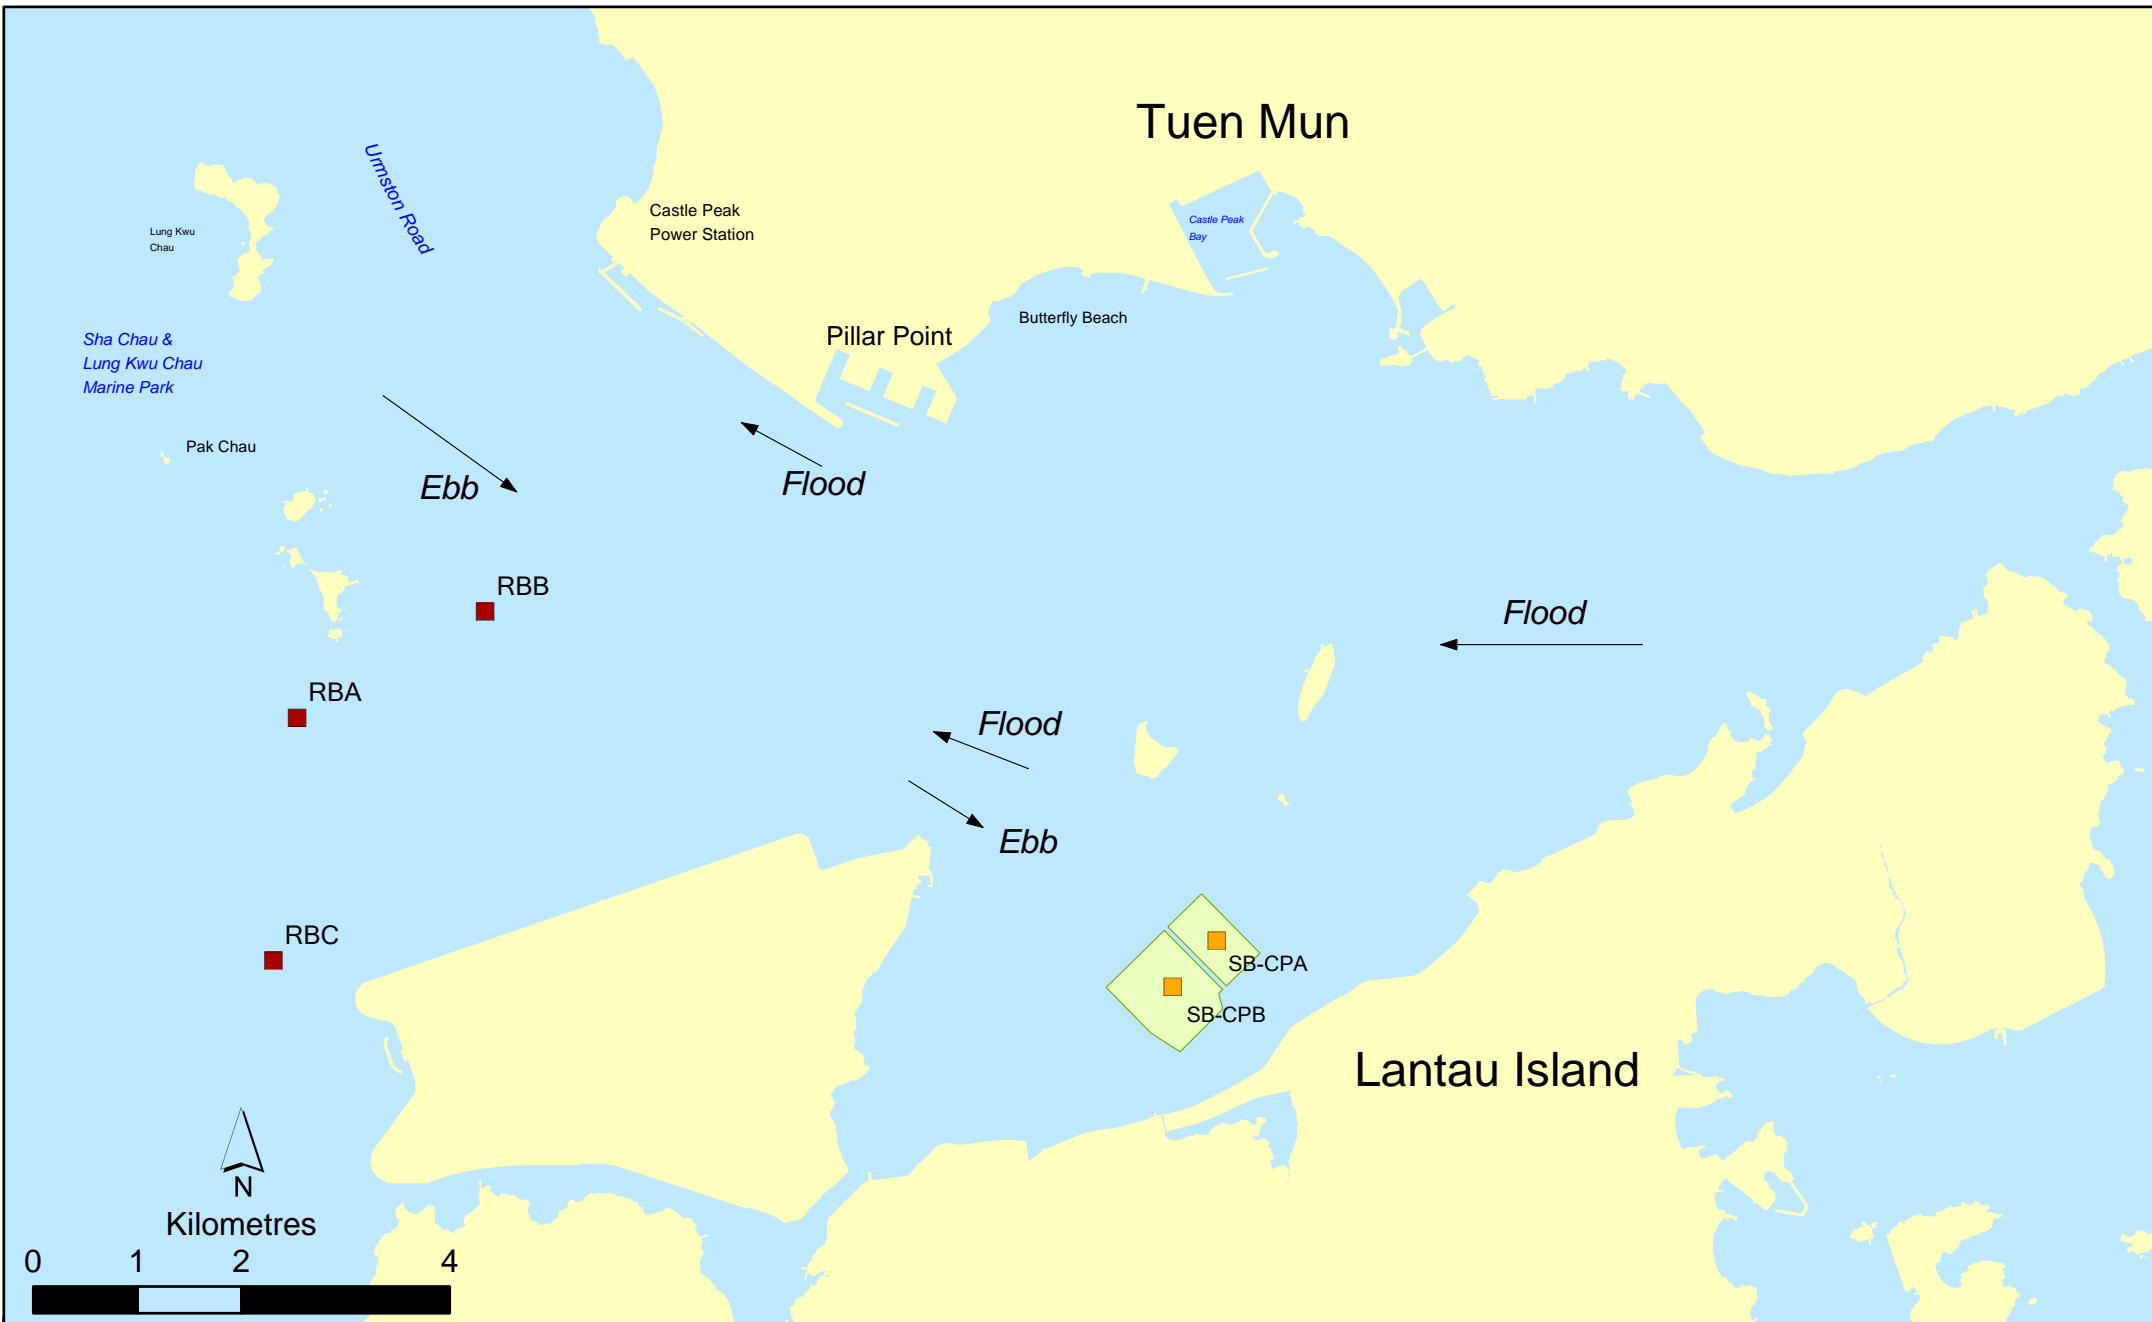 Tuen Mun
Urmston Road
Castle Peak
Power Station
Castle Peak
Bay
Lung Kwu
Chau
Butterfly Beach
Pillar Point
Sha Chau &
Lung Kwu Chau
Marine Park
Pak Chau
Ebb
Flood
RBB
Flood
RBA
Flood
Ebb
RBC
SB-CPA
SB-CPB
Lantau Island
N
Kilometres
0 1 2 4